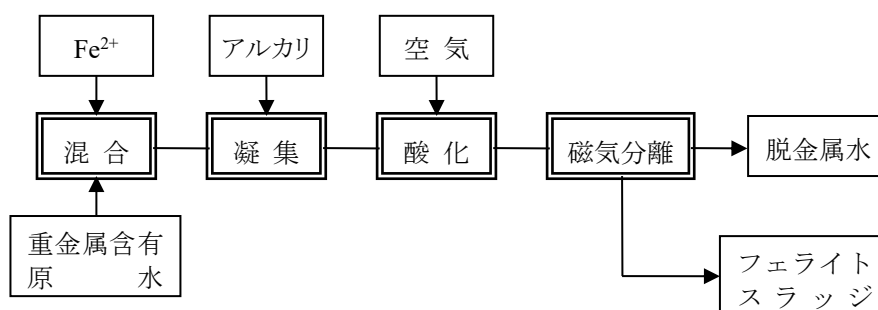 Fe2+
アルカリ
空 気
混 合
凝 集
酸 化
磁気分離
脱金属水
重金属含有
原 水
フェライト
ス ラ ッ ジ